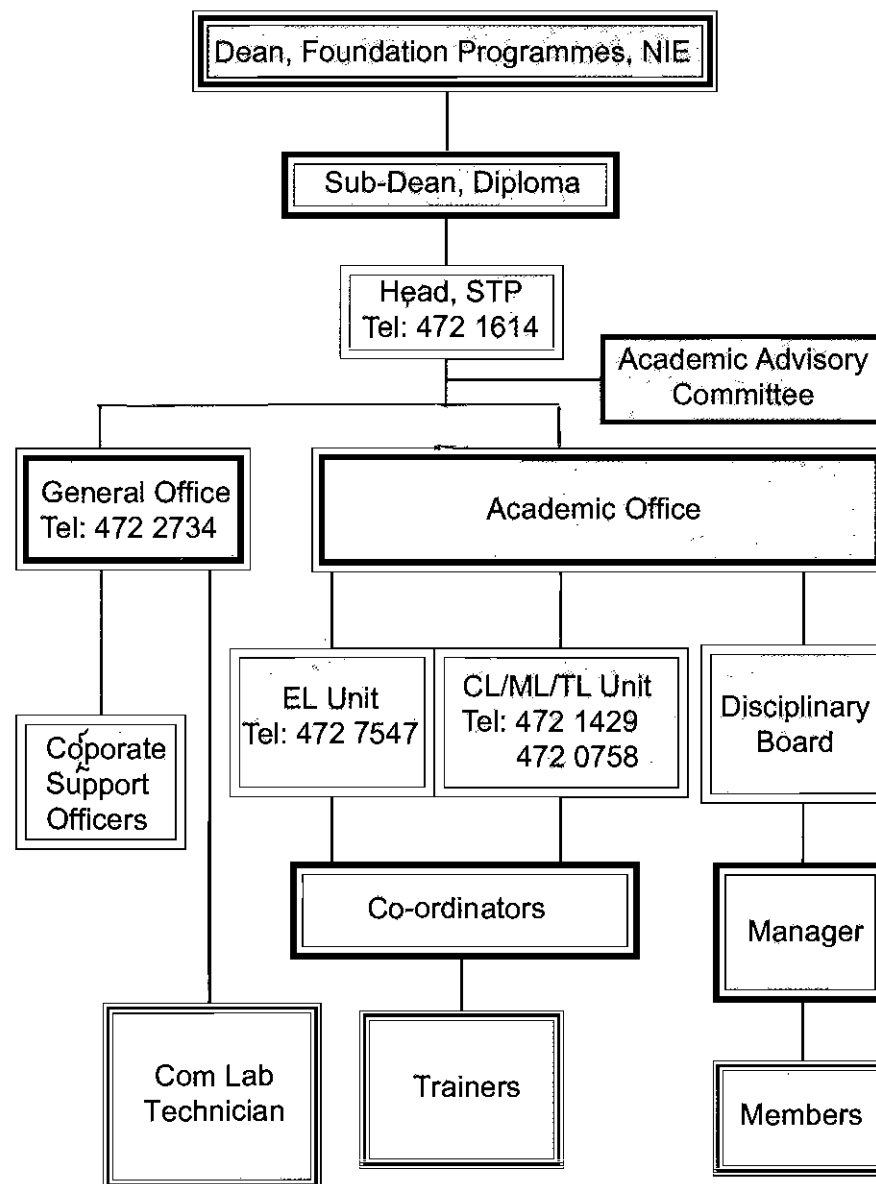 Dean, Foundation Programmes, NIE
Sub-Dean, Diploma
Head, STP
Tel: 472 1614
Academic Advisory
Committee
General Office
Tel: 472 2734
Academic Office
EL Unit
Tel: 472 7547
CL/ML/TL Unit
Tel: 472 1429
472 0758
Disciplinary
Board
Coporate
Support
Officers
Co-ordinators
Manager
Com Lab
Technician
Trainers
Members